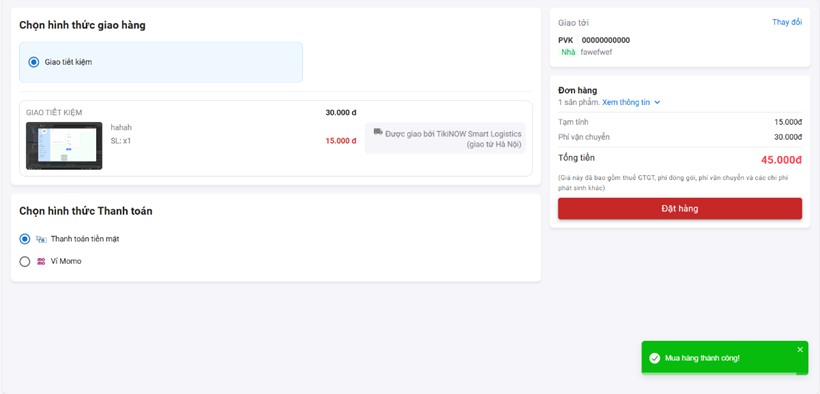 Chọn hình thức giao hàng
Giao tiết kiệm
GIAO TIẾT KIỆM
30.000 đ
hahah
SL: x1
15.000 đ
Được giao bởi TikiNOW Smart Logistics
(giao từ Hà Nội)
Chọn hình thức Thanh toán
Thanh toán tiền mặt
Ví Momo
Giao tới
Thay đổi
PVK 00000000000
Nhà fawefwef
Đơn hàng
1 sản phẩm. Xem thông tin
Tạm tính
15.000đ
Phí vận chuyển
30.000đ
Tổng tiền
45.000đ
(Giá này đã bao gồm thuế GTGT, phí đóng gói, phí vận chuyển và các chi phí
phát sinh khác)
Đặt hàng
Mua hàng thành công!